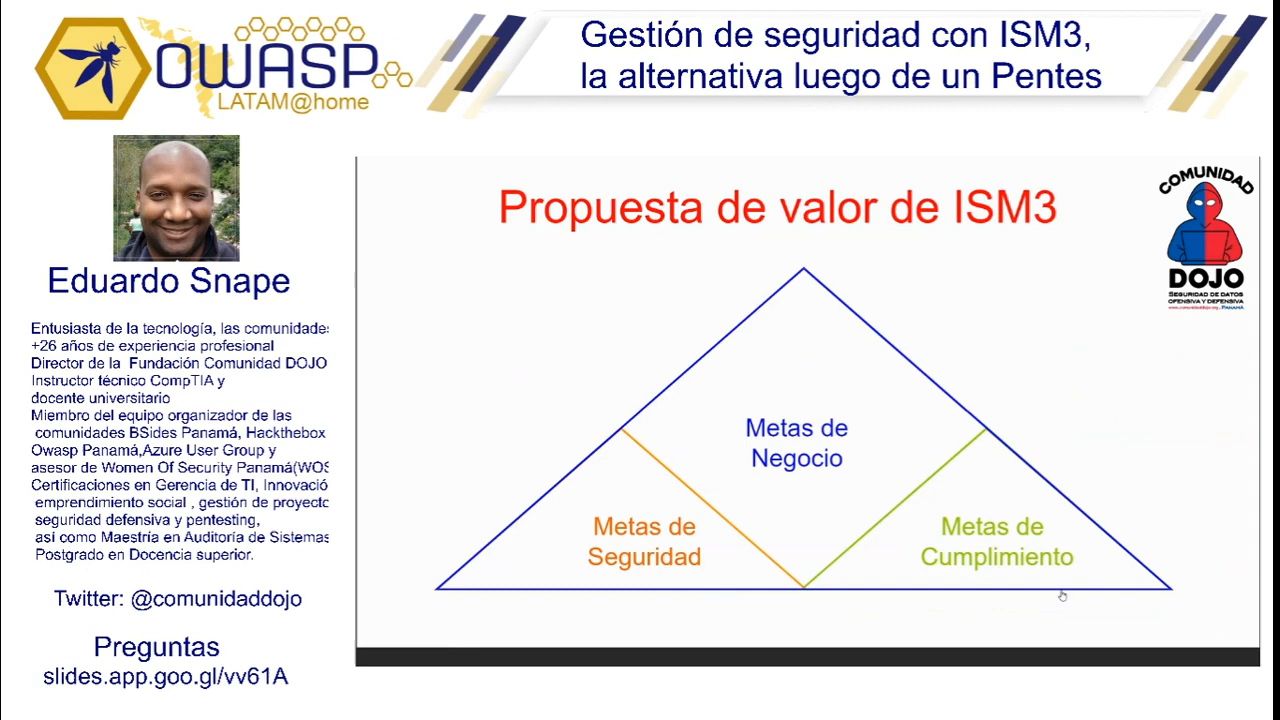 OWASP
LATAM@home
Gestión de seguridad con ISM3,
la alternativa luego de un Pentes
Eduardo Snape
Entusiasta de la tecnología, las comunidades
+26 años de experiencia profesional
Director de la Fundación Comunidad DOJO
Instructor técnico CompTIA y
docente universitario
Miembro del equipo organizador de las
comunidades BSides Panamá, Hackthebox
Owasp Panamá,Azure User Group y
asesor de Women Of Security Panamá(WOS
Certificaciones en Gerencia de TI, Innovació
emprendimiento social , gestión de proyecto
seguridad defensiva y pentesting,
así como Maestría en Auditoría de Sistemas
Postgrado en Docencia superior.
Twitter: @comunidaddojo
Preguntas
slides.app.goo.gl/vv61A
Propuesta de valor de ISM3
COMUNIDAD
DOJO
SEGURIDAD DE DATOS
OFENSIVA Y DEFENSIVA
www.comunidaddojo.org, PANAMÁ
Metas de
Negocio
Metas de
Seguridad
Metas de
Cumplimiento